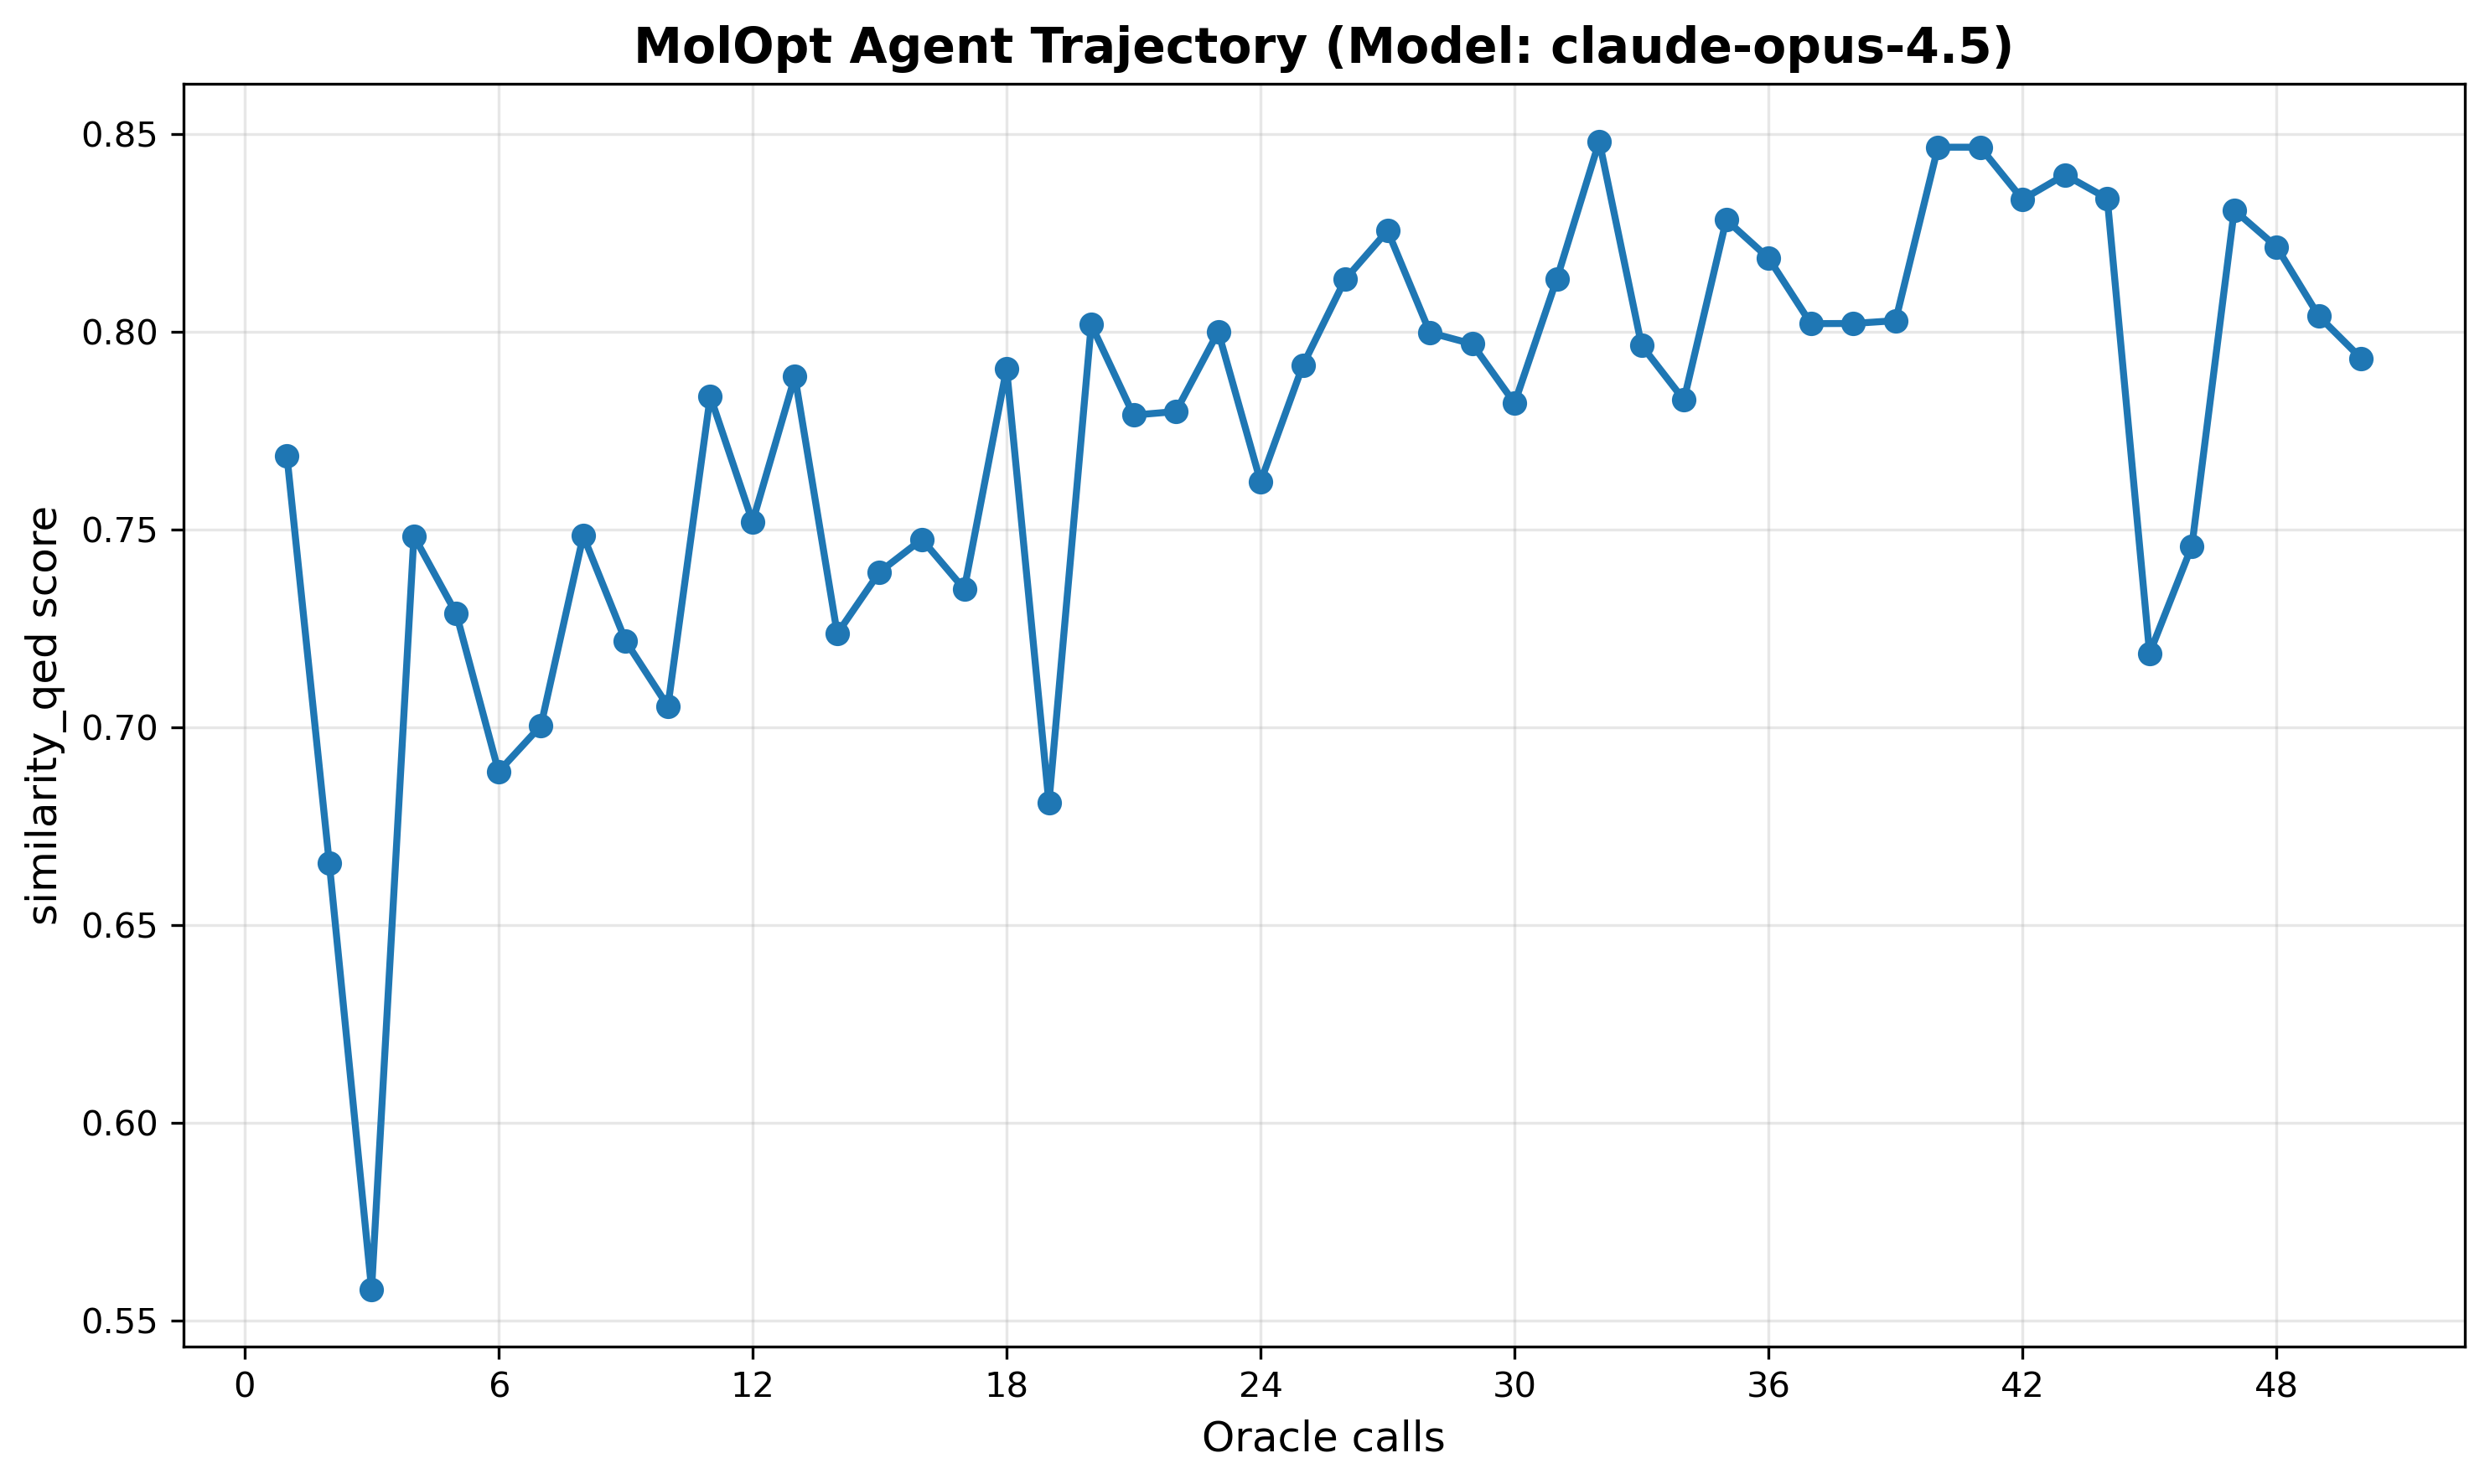 MolOpt Agent Trajectory (Model: claude-opus-4.5)
similarity_qed score
0.85
0.80
0.75
0.70
0.65
0.60
0.55
0 6 12 18 24 30 36 42 48
Oracle calls